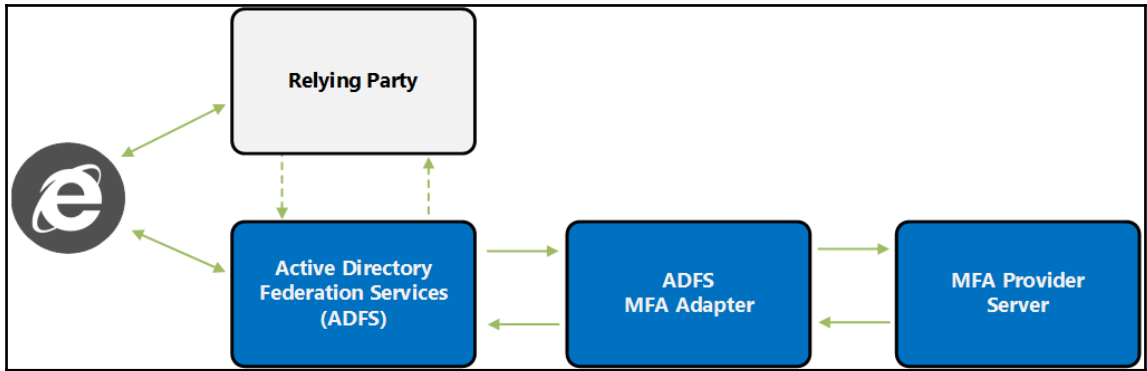 Relying Party
Active Directory
Federation Services
(ADFS)
ADFS
MFA Adapter
MFA Provider
Server